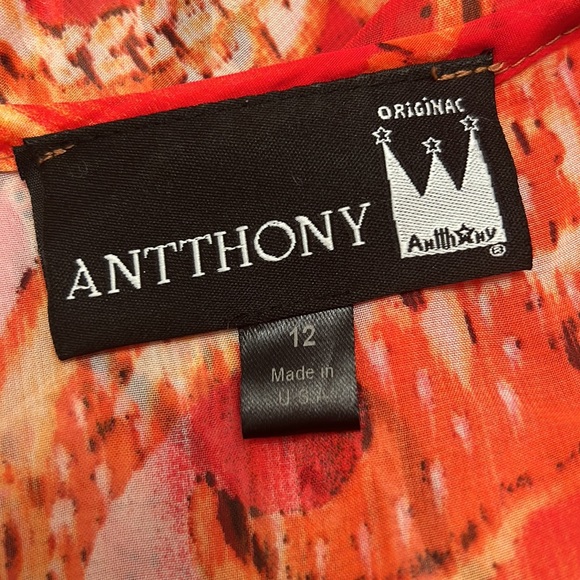 ORIGINAL
ANTTHONY
Antthony
®
12
Made in
U.S.A